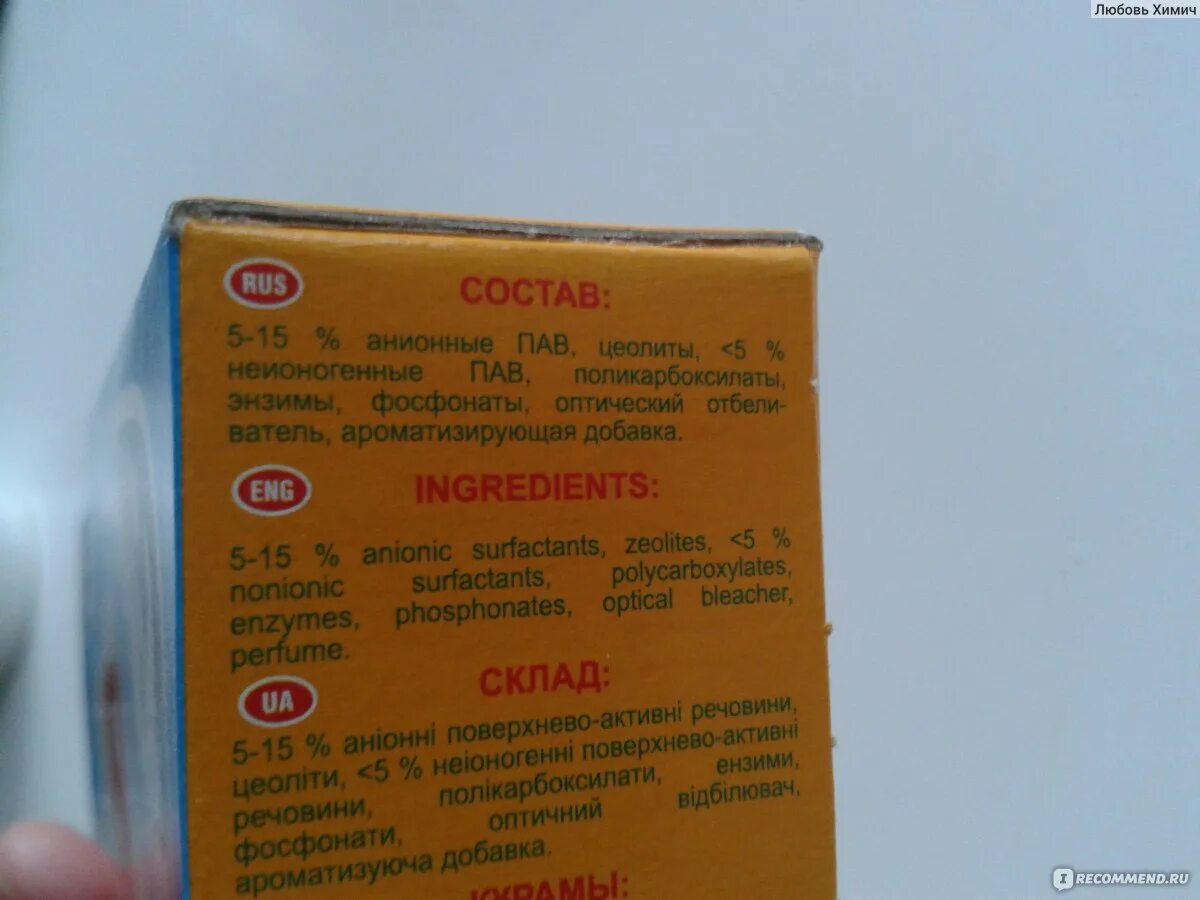 Любовь Химич
RUS
СОСТАВ:
5-15 % анионные ПАВ, цеолиты, <5 %
неионогенные ПАВ, поликарбоксилаты,
энзимы, фосфонаты, оптический отбели-
ватель, ароматизирующая добавка.
ENG
INGREDIENTS:
5-15 % anionic surfactants, zeolites, <5 %
nonionic surfactants, polycarboxylates,
enzymes, phosphonates, optical bleacher,
perfume.
UA
СКЛАД:
5-15 % аніонні поверхнево-активні речовини,
цеоліти, <5 % неіоногенні поверхнево-активні
речовини, полікарбоксилати, ензими,
фосфонати, оптичний відбілювач,
ароматизуюча добавка.
ҚҰРАМЫ:
IRECOMMEND.RU